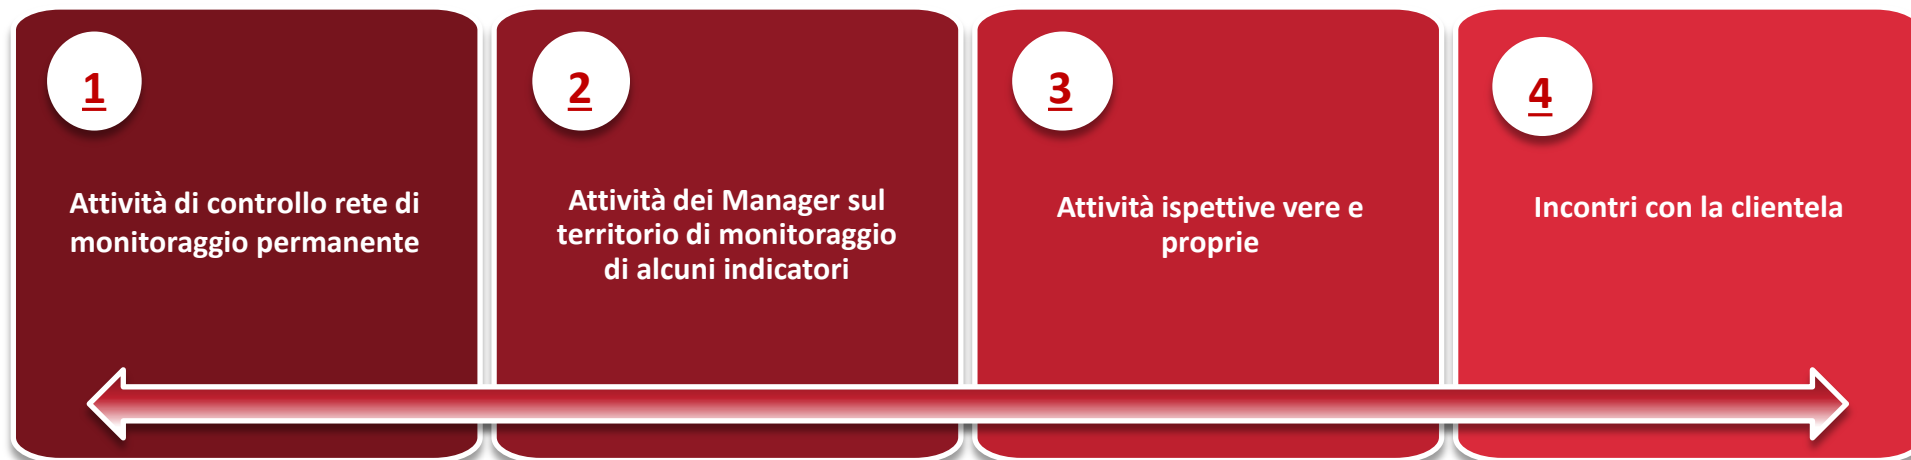 1
Attività di controllo rete di
monitoraggio permanente
2
Attività dei Manager sul
territorio di monitoraggio
di alcuni indicatori
3
Attività ispettive vere e
proprie
4
Incontri con la clientela